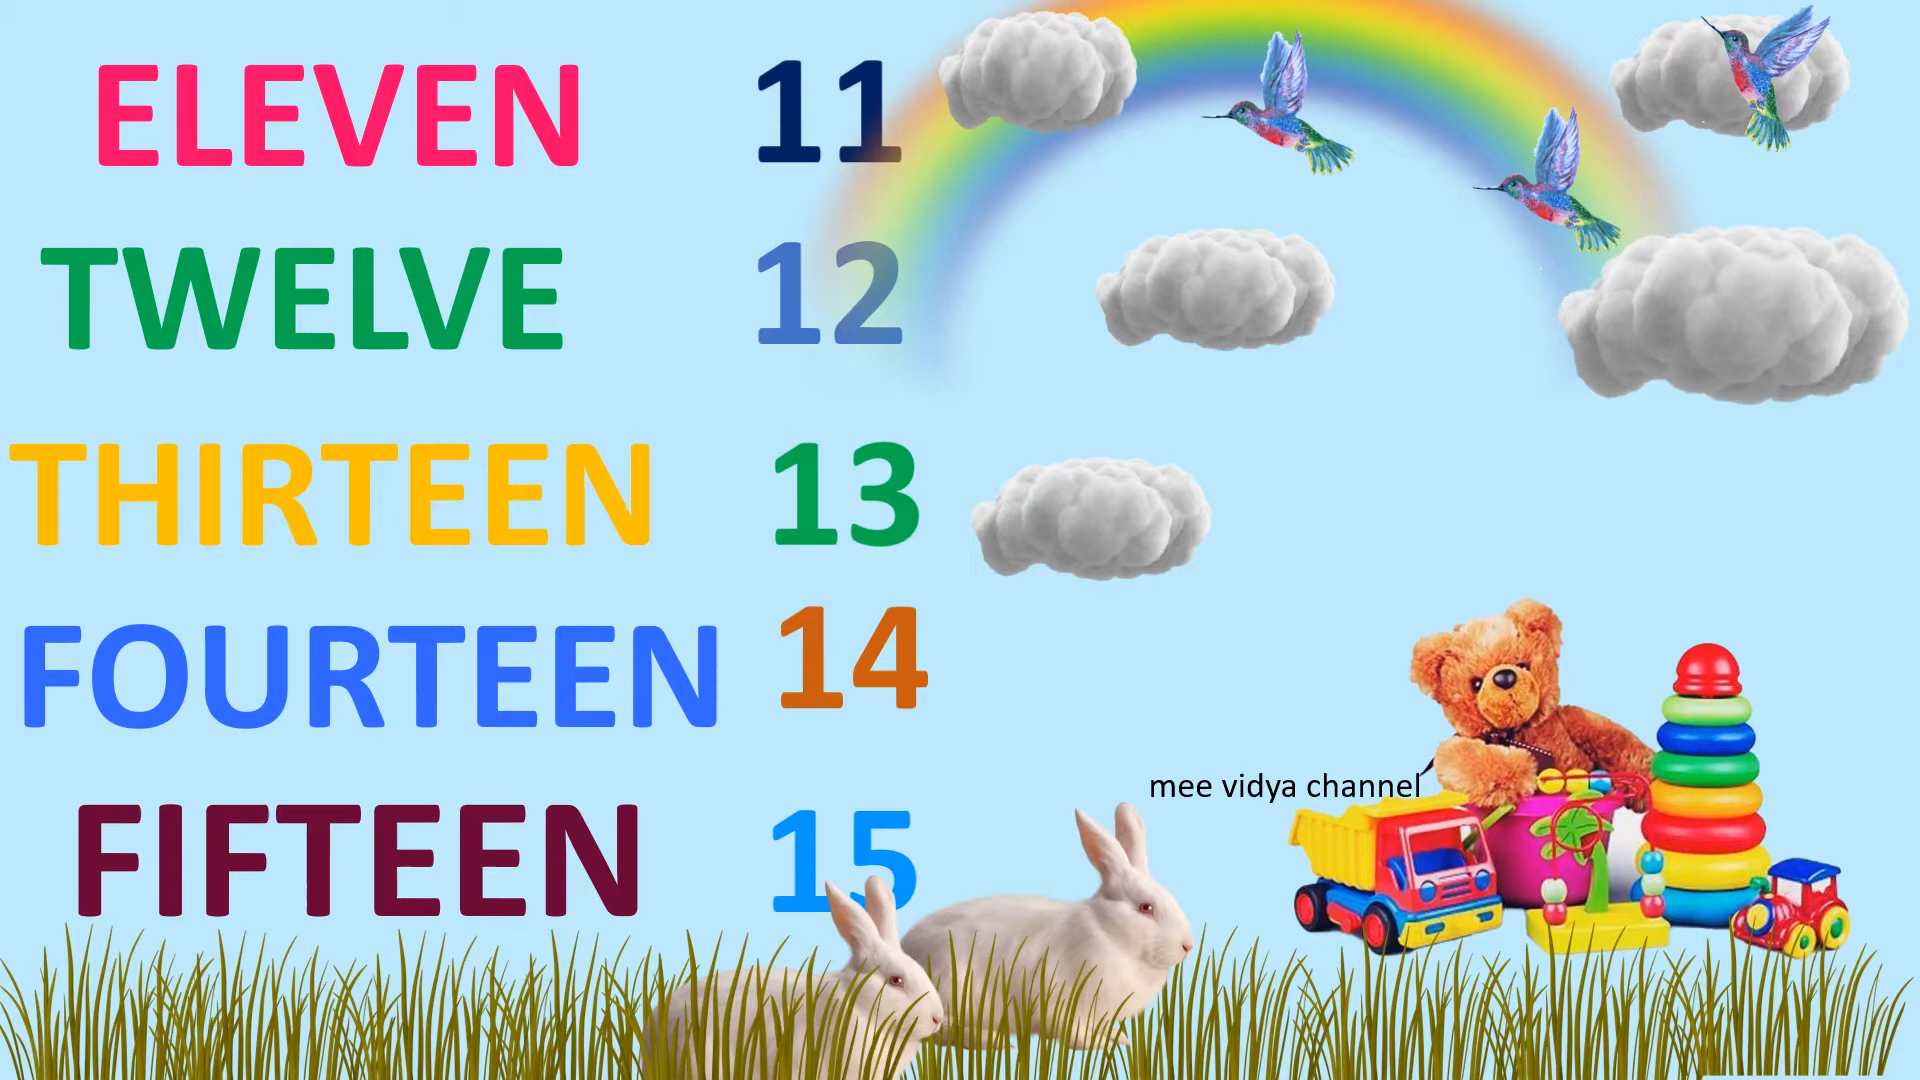 ELEVEN 11
TWELVE 12
THIRTEEN 13
FOURTEEN 14
mee vidya channel
FIFTEEN 15